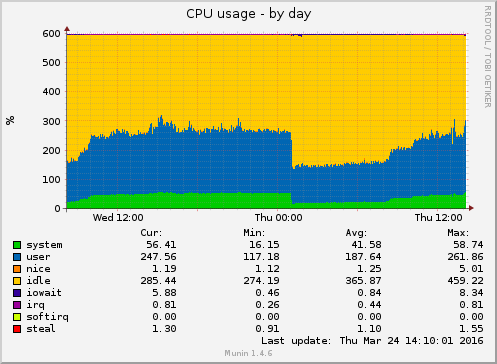 CPU usage - by day
RRDTOOL / TOBI OETIKER
%
600
500
400
300
200
100
0
Wed 12:00 Thu 00:00 Thu 12:00
Cur: Min: Avg: Max:
system 56.41 16.15 41.58 58.74
user 247.56 117.18 187.64 261.86
nice 1.19 1.12 1.25 5.01
idle 285.44 274.19 365.87 459.22
iowait 5.88 0.46 0.84 8.34
irq 0.81 0.26 0.44 0.81
softirq 0.00 0.00 0.00 0.00
steal 1.30 0.91 1.10 1.55
Last update: Thu Mar 24 14:10:01 2016
Munin 1.4.6